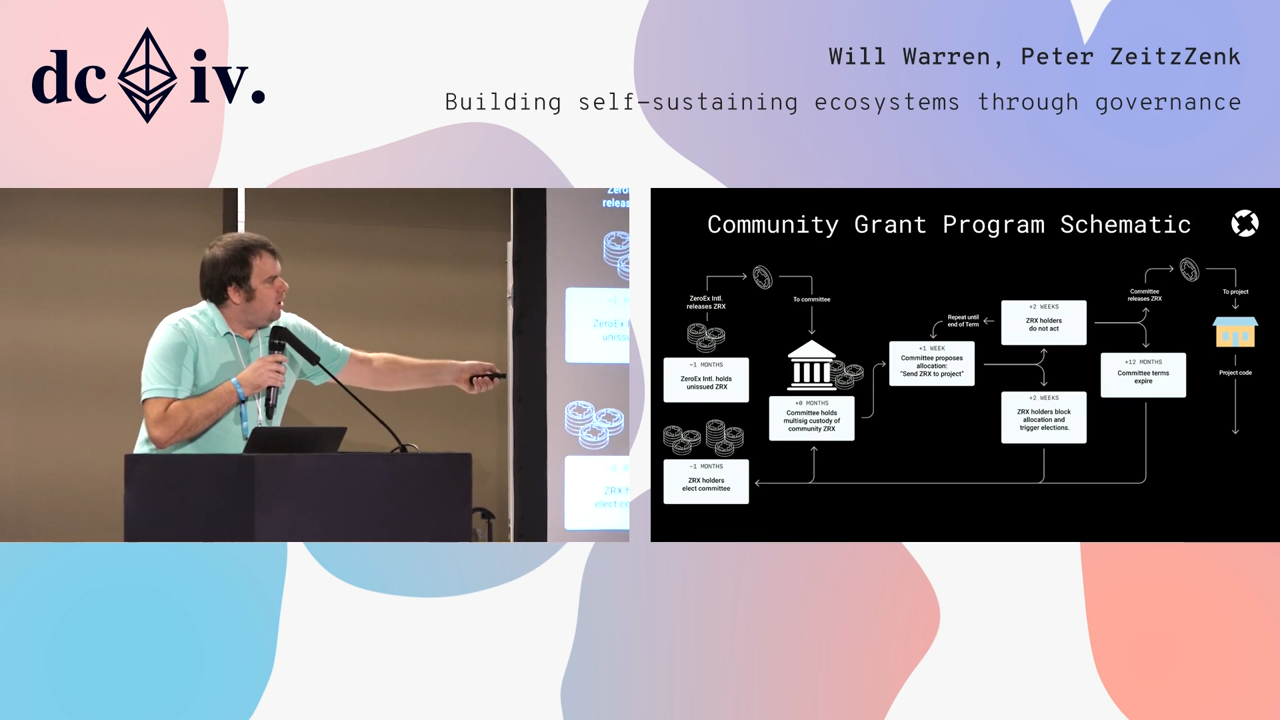 dc iv.
Will Warren, Peter ZeitzZenk
Building self-sustaining ecosystems through governance
Community Grant Program Schematic
ZeroEx Intl.
releases ZRX
To committee
-1 MONTHS
ZeroEx Intl. holds
unissued ZRX
-1 MONTHS
ZRX holders
elect committee
+0 MONTHS
Committee holds
multisig custody of
community ZRX
+1 WEEK
Committee proposes
allocation:
"Send ZRX to project"
Repeat until
end of Term
+2 WEEKS
ZRX holders
do not act
+2 WEEKS
ZRX holders block
allocation and
trigger elections.
Committee
releases ZRX
+12 MONTHS
Committee terms
expire
To project
Project code